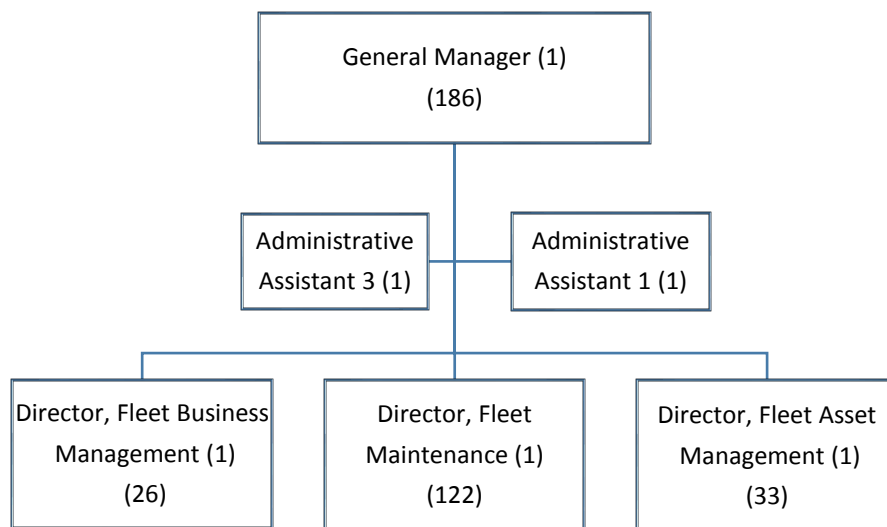 General Manager (1)
(186)
Administrative
Assistant 3 (1)
Administrative
Assistant 1 (1)
Director, Fleet Business
Management (1)
(26)
Director, Fleet
Maintenance (1)
(122)
Director, Fleet Asset
Management (1)
(33)